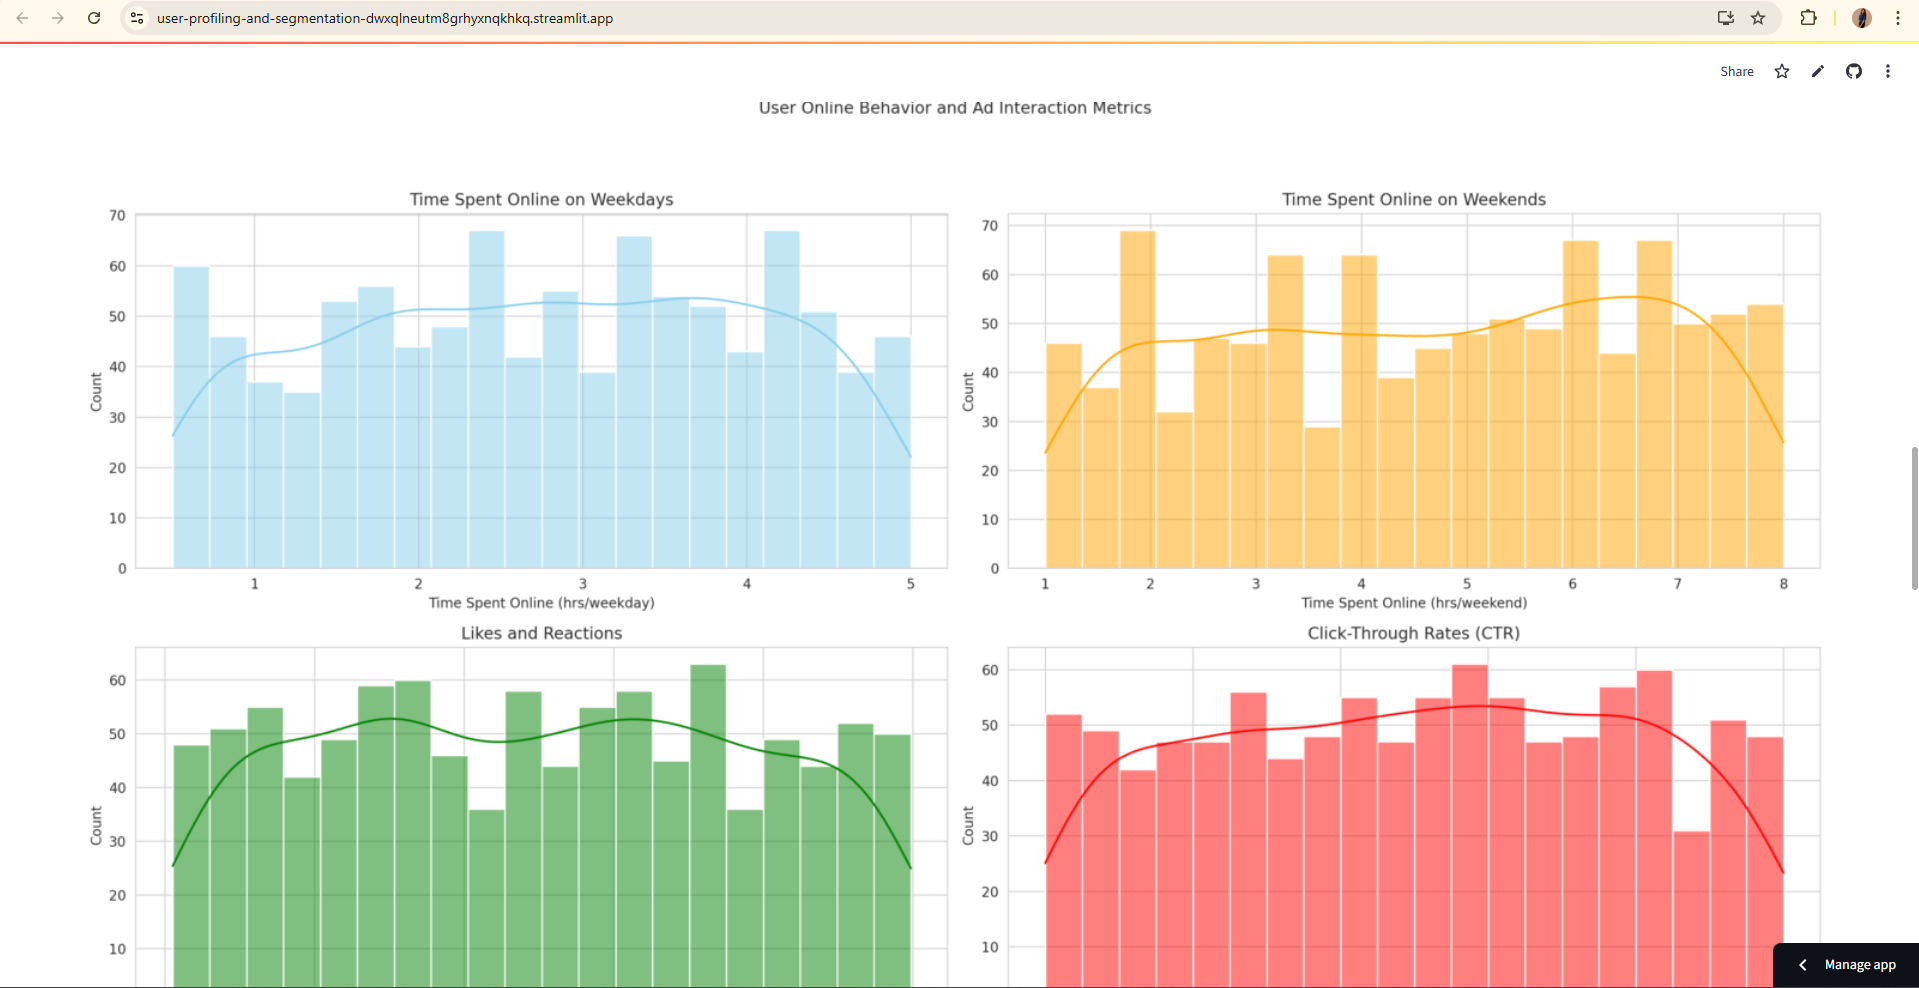 user-profiling-and-segmentation-dwxqlneutm8grhyxnqkhkq.streamlit.app
Share
User Online Behavior and Ad Interaction Metrics
Time Spent Online on Weekdays
70
60
50
40
30
20
10
0
Count
1 2 3 4 5
Time Spent Online (hrs/weekday)
Time Spent Online on Weekends
70
60
50
40
30
20
10
0
Count
1 2 3 4 5 6 7 8
Time Spent Online (hrs/weekend)
Likes and Reactions
60
50
40
30
20
10
Count
Click-Through Rates (CTR)
60
50
40
30
20
10
Count
Manage app